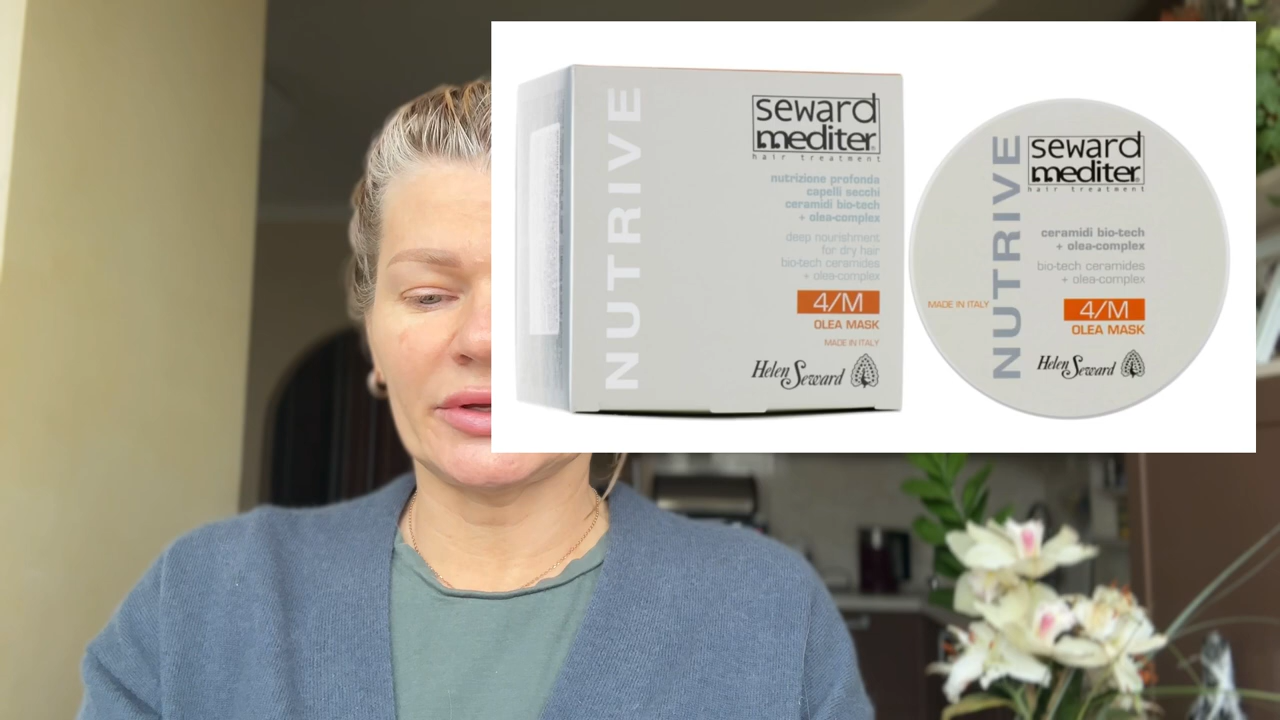 NUTRIVE
seward
mediter®
hair treatment
nutrizione profonda
capelli secchi
ceramidi bio-tech
+ olea-complex
deep nourishment
for dry hair
bio-tech ceramides
+ olea-complex
4/M
OLEA MASK
MADE IN ITALY
Helen Seward
NUTRIVE
seward
mediter®
hair treatment
ceramidi bio-tech
+ olea-complex
bio-tech ceramides
+ olea-complex
MADE IN ITALY
4/M
OLEA MASK
Helen Seward